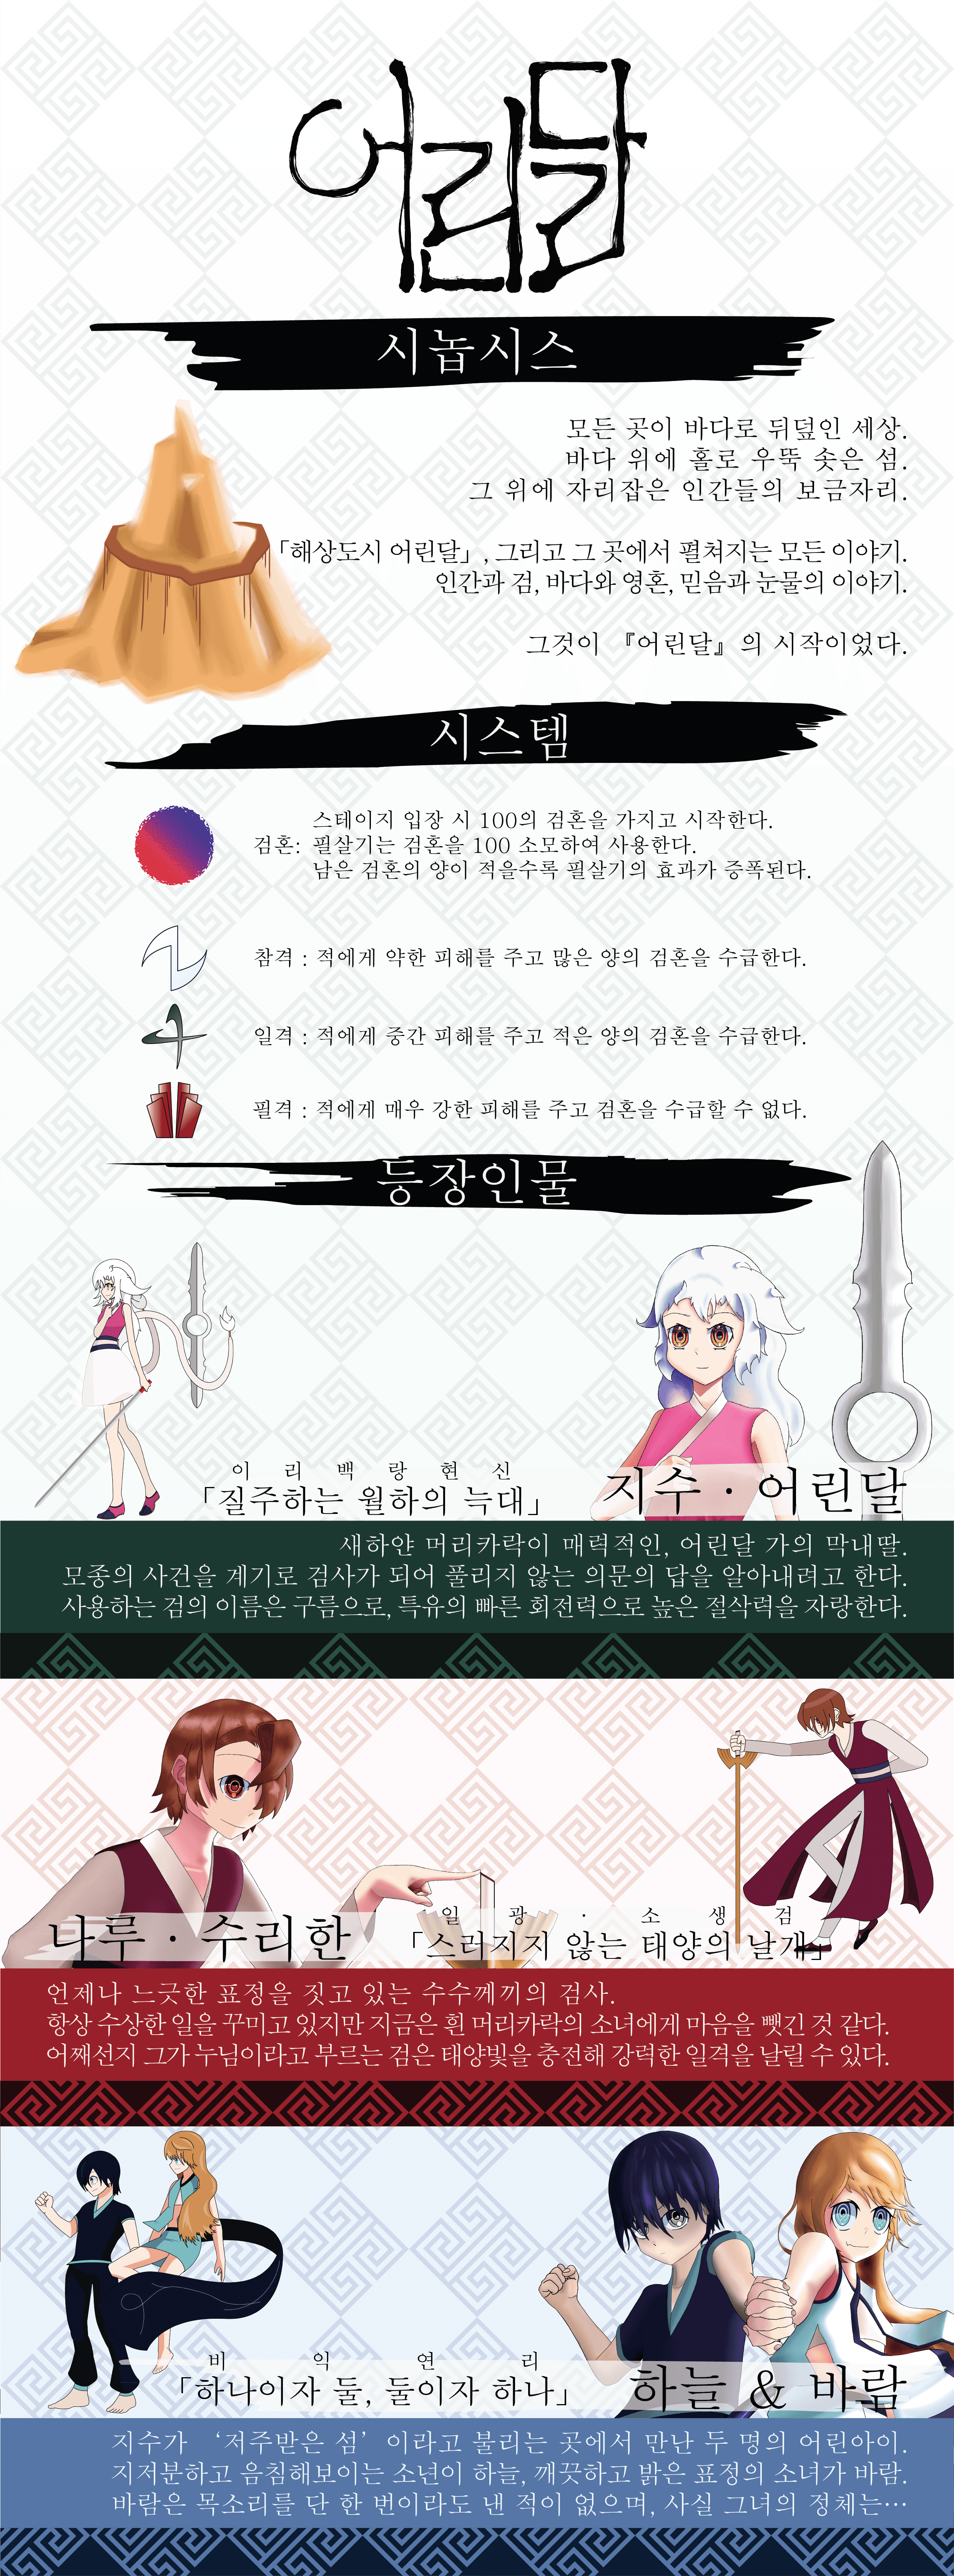 어린달
시놉시스
모든 곳이 바다로 뒤덮인 세상.
바다 위에 홀로 우뚝 솟은 섬.
그 위에 자리잡은 인간들의 보금자리.
「해상도시 어린달」, 그리고 그 곳에서 펼쳐지는 모든 이야기.
인간과 검, 바다와 영혼, 믿음과 눈물의 이야기.
그것이 『어린달』의 시작이었다.
시스템
스테이지 입장 시 100의 검혼을 가지고 시작한다.
검혼: 필살기는 검혼을 100 소모하여 사용한다.
남은 검혼의 양이 적을수록 필살기의 효과가 증폭된다.
참격 : 적에게 약한 피해를 주고 많은 양의 검혼을 수급한다.
일격 : 적에게 중간 피해를 주고 적은 양의 검혼을 수급한다.
필격 : 적에게 매우 강한 피해를 주고 검혼을 수급할 수 없다.
등장인물
이리백랑현신
「질주하는 월하의 늑대」
지수 · 어린달
새하얀 머리카락이 매력적인, 어린달 가의 막내딸.
모종의 사건을 계기로 검사가 되어 풀리지 않는 의문의 답을 알아내려고 한다.
사용하는 검의 이름은 구름으로, 특유의 빠른 회전력으로 높은 절삭력을 자랑한다.
나루 · 수리한
일광 · 소생검
「스러지지 않는 태양의 날개」
언제나 느긋한 표정을 짓고 있는 수수께끼의 검사.
항상 수상한 일을 꾸미고 있지만 지금은 흰 머리카락의 소녀에게 마음을 뺏긴 것 같다.
어째선지 그가 누님이라고 부르는 검은 태양빛을 충전해 강력한 일격을 날릴 수 있다.
비익연리
「하나이자 둘, 둘이자 하나」
하늘 & 바람
지수가 ‘저주받은 섬’ 이라고 불리는 곳에서 만난 두 명의 어린아이.
지저분하고 음침해보이는 소년이 하늘, 깨끗하고 밝은 표정의 소녀가 바람.
바람은 목소리를 단 한 번이라도 낸 적이 없으며, 사실 그녀의 정체는…